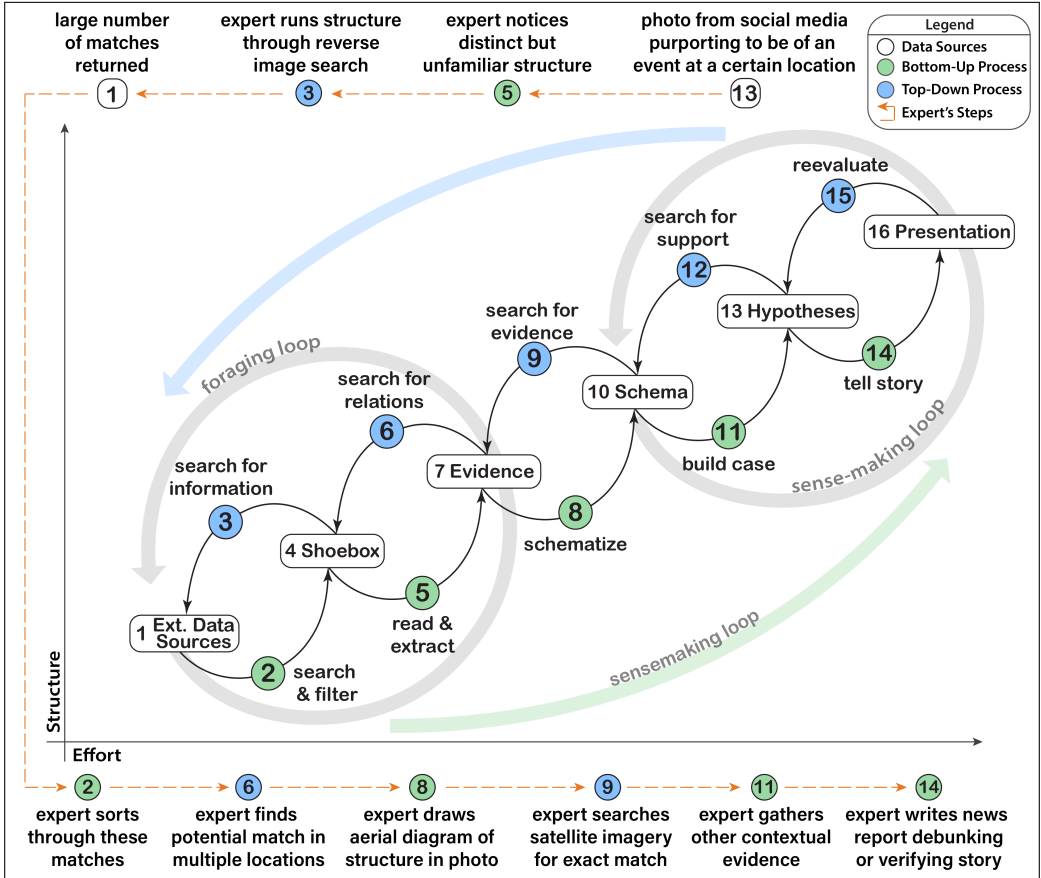 large number
of matches
returned
1
expert runs structure
through reverse
image search
3
expert notices
distinct but
unfamiliar structure
5
photo from social media
purporting to be of an
event at a certain location
13
Legend
Data Sources
Bottom-Up Process
Top-Down Process
Expert's Steps
reevaluate
15
16 Presentation
search for
support
12
13 Hypotheses
14
tell story
search for
evidence
9
10 Schema
11
build case
sense-making loop
foraging loop
search for
relations
6
7 Evidence
8
schematize
search for
information
3
4 Shoebox
5
read &
extract
1 Ext. Data
Sources
2
search
& filter
sensemaking loop
Structure
Effort
2
expert sorts
through these
matches
6
expert finds
potential match in
multiple locations
8
expert draws
aerial diagram of
structure in photo
9
expert searches
satellite imagery
for exact match
11
expert gathers
other contextual
evidence
14
expert writes news
report debunking
or verifying story